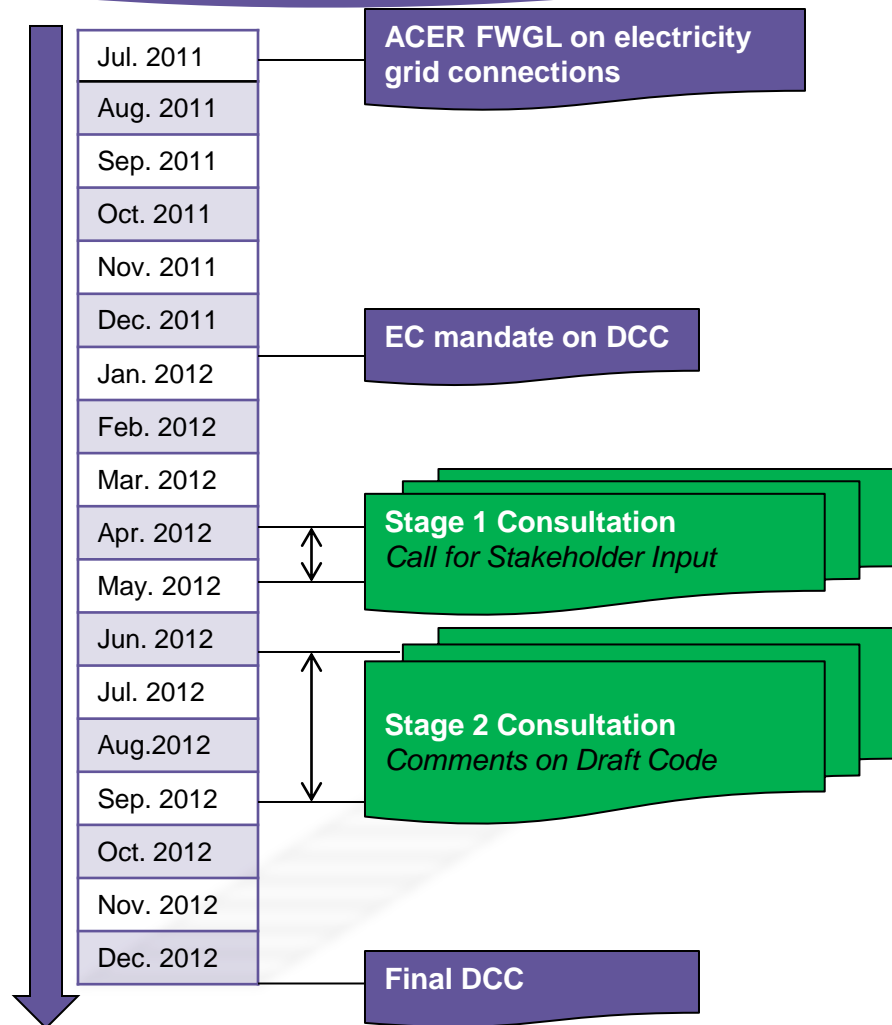 Jul. 2011
ACER FWGL on electricity
grid connections
Aug. 2011
Sep. 2011
Oct. 2011
Nov. 2011
Dec. 2011
EC mandate on DCC
Jan. 2012
Feb. 2012
Mar. 2012
Apr. 2012
Stage 1 Consultation
Call for Stakeholder Input
May. 2012
Jun. 2012
Jul. 2012
Aug.2012
Stage 2 Consultation
Comments on Draft Code
Sep. 2012
Oct. 2012
Nov. 2012
Dec. 2012
Final DCC